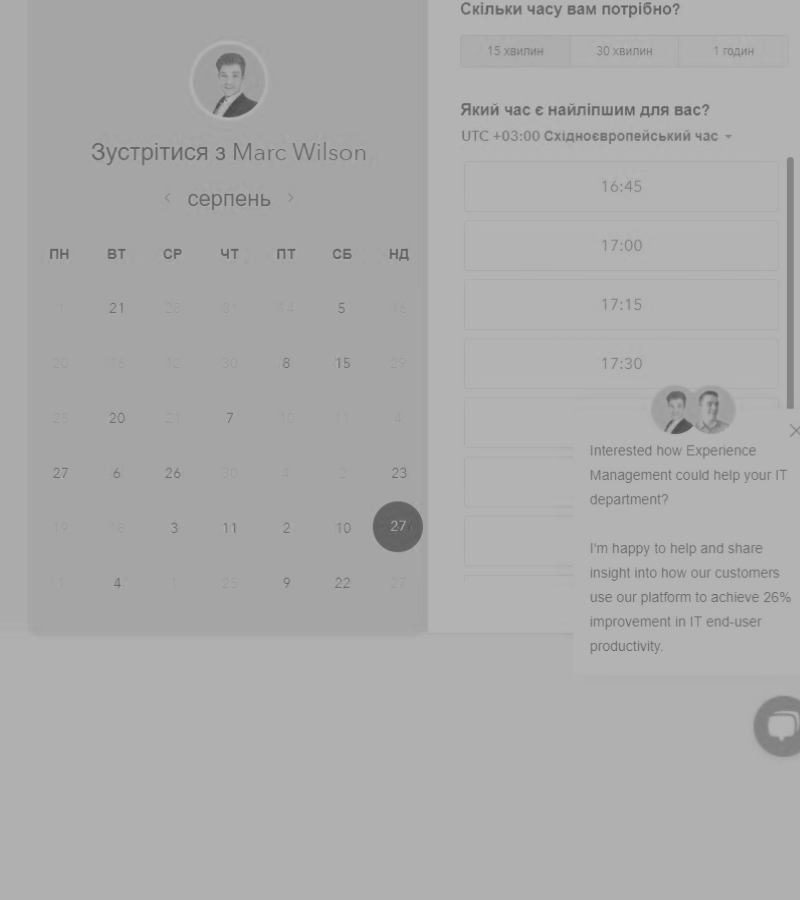 Скільки часу вам потрібно?
15 хвилин 30 хвилин 1 годин
Зустрітися з Marc Wilson
серпень
Який час є найліпшим для вас?
UTC +03:00 Східноєвропейський час
ПН ВТ СР ЧТ ПТ СБ НД
1 21 28 31 14 5 16
20 16 12 30 8 15 29
25 20 21 7 10 11 4
27 6 26 30 4 2 23
19 18 3 11 2 10 27
1 4 1 25 9 22 27
16:45
17:00
17:15
17:30
Interested how Experience
Management could help your IT
department?
I'm happy to help and share
insight into how our customers
use our platform to achieve 26%
improvement in IT end-user
productivity.